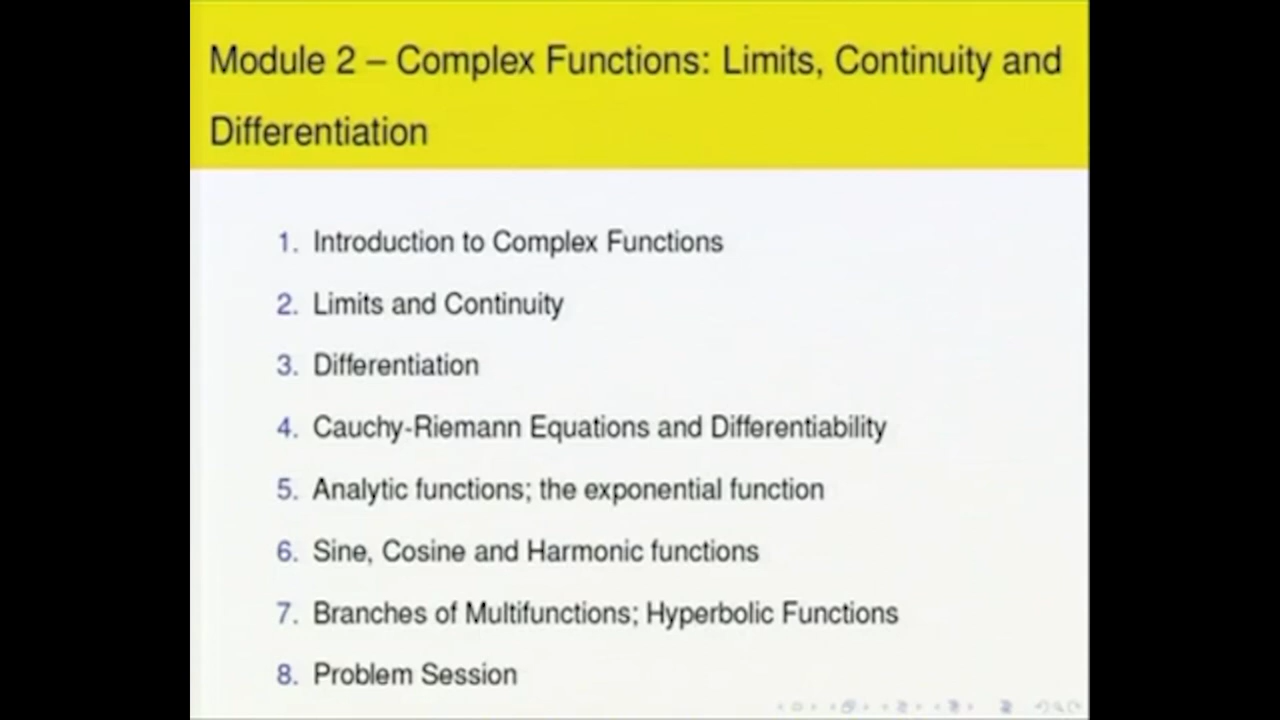 Module 2 – Complex Functions: Limits, Continuity and
Differentiation
1. Introduction to Complex Functions
2. Limits and Continuity
3. Differentiation
4. Cauchy-Riemann Equations and Differentiability
5. Analytic functions; the exponential function
6. Sine, Cosine and Harmonic functions
7. Branches of Multifunctions; Hyperbolic Functions
8. Problem Session